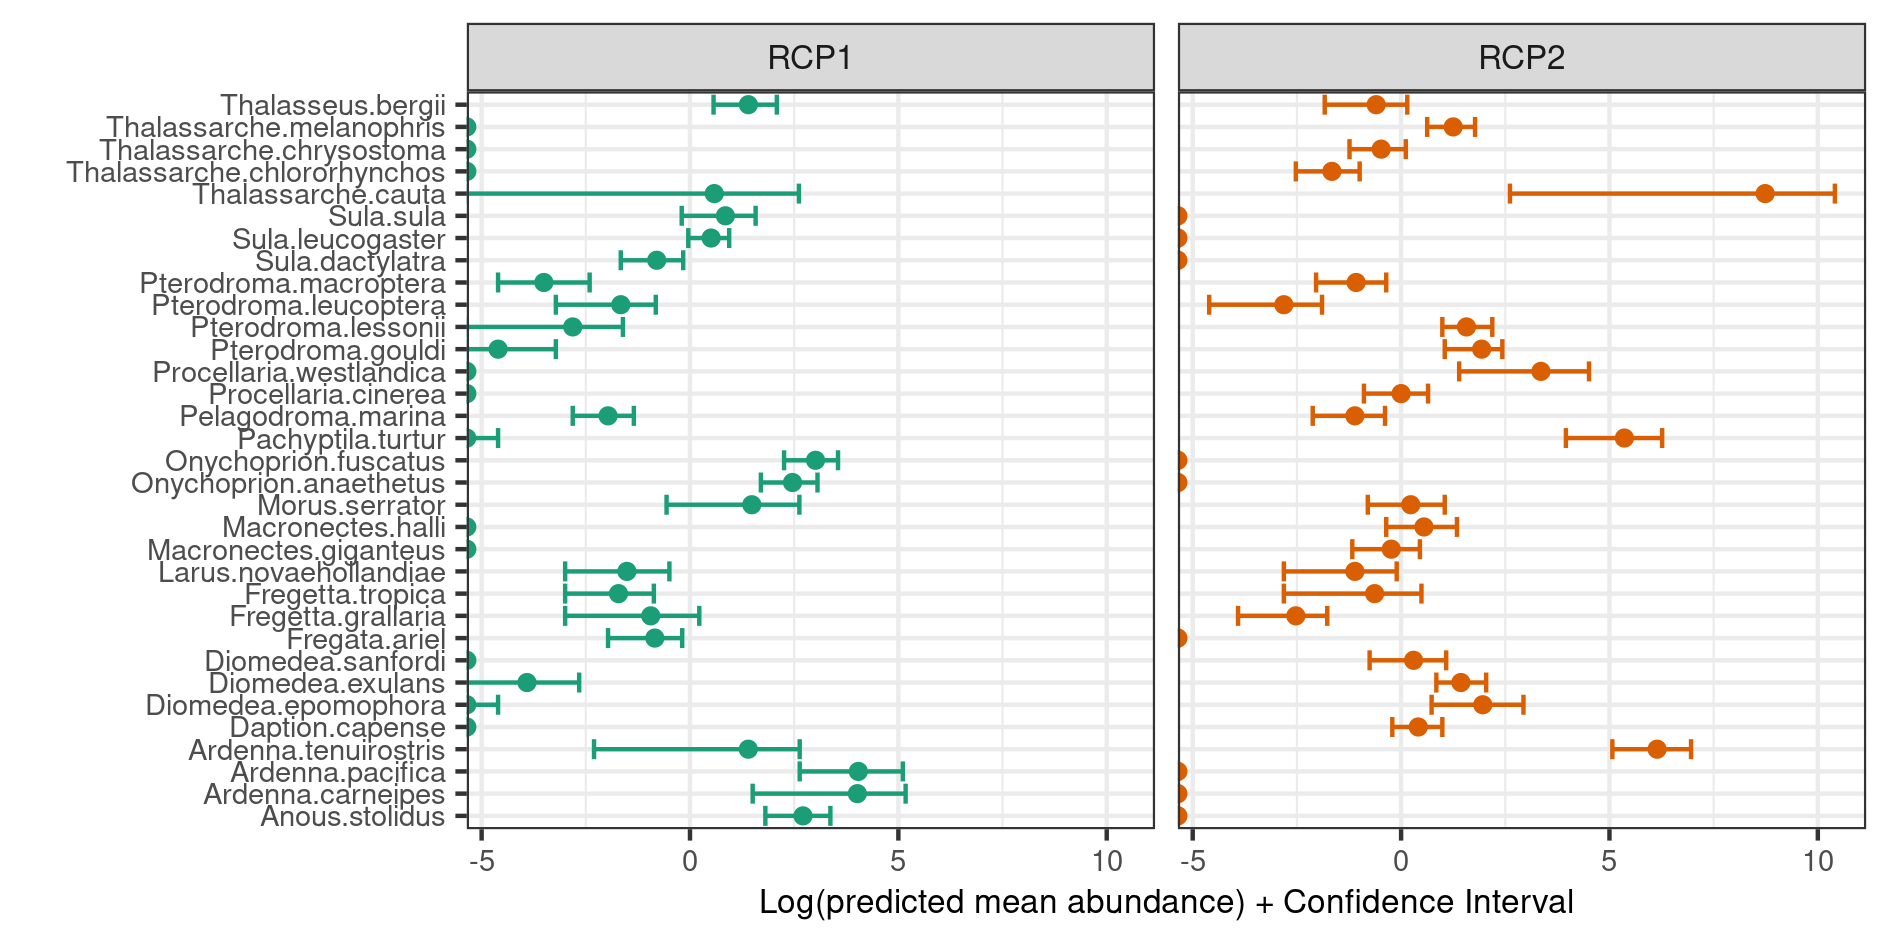 RCP1
RCP2
Thalasseus.bergii
Thalassarche.melanophris
Thalassarche.chrysostoma
Thalassarche.chlororhynchos
Thalassarche.cauta
Sula.sula
Sula.leucogaster
Sula.dactylatra
Pterodroma.macroptera
Pterodroma.leucoptera
Pterodroma.lessonii
Pterodroma.gouldi
Procellaria.westlandica
Procellaria.cinerea
Pelagodroma.marina
Pachyptila.turtur
Onychoprion.fuscatus
Onychoprion.anaethetus
Morus.serrator
Macronectes.halli
Macronectes.giganteus
Larus.novaehollandiae
Fregetta.tropica
Fregetta.grallaria
Fregata.ariel
Diomedea.sanfordi
Diomedea.exulans
Diomedea.epomophora
Daption.capense
Ardenna.tenuirostris
Ardenna.pacifica
Ardenna.carneipes
Anous.stolidus
-5 0 5 10
-5 0 5 10
Log(predicted mean abundance) + Confidence Interval